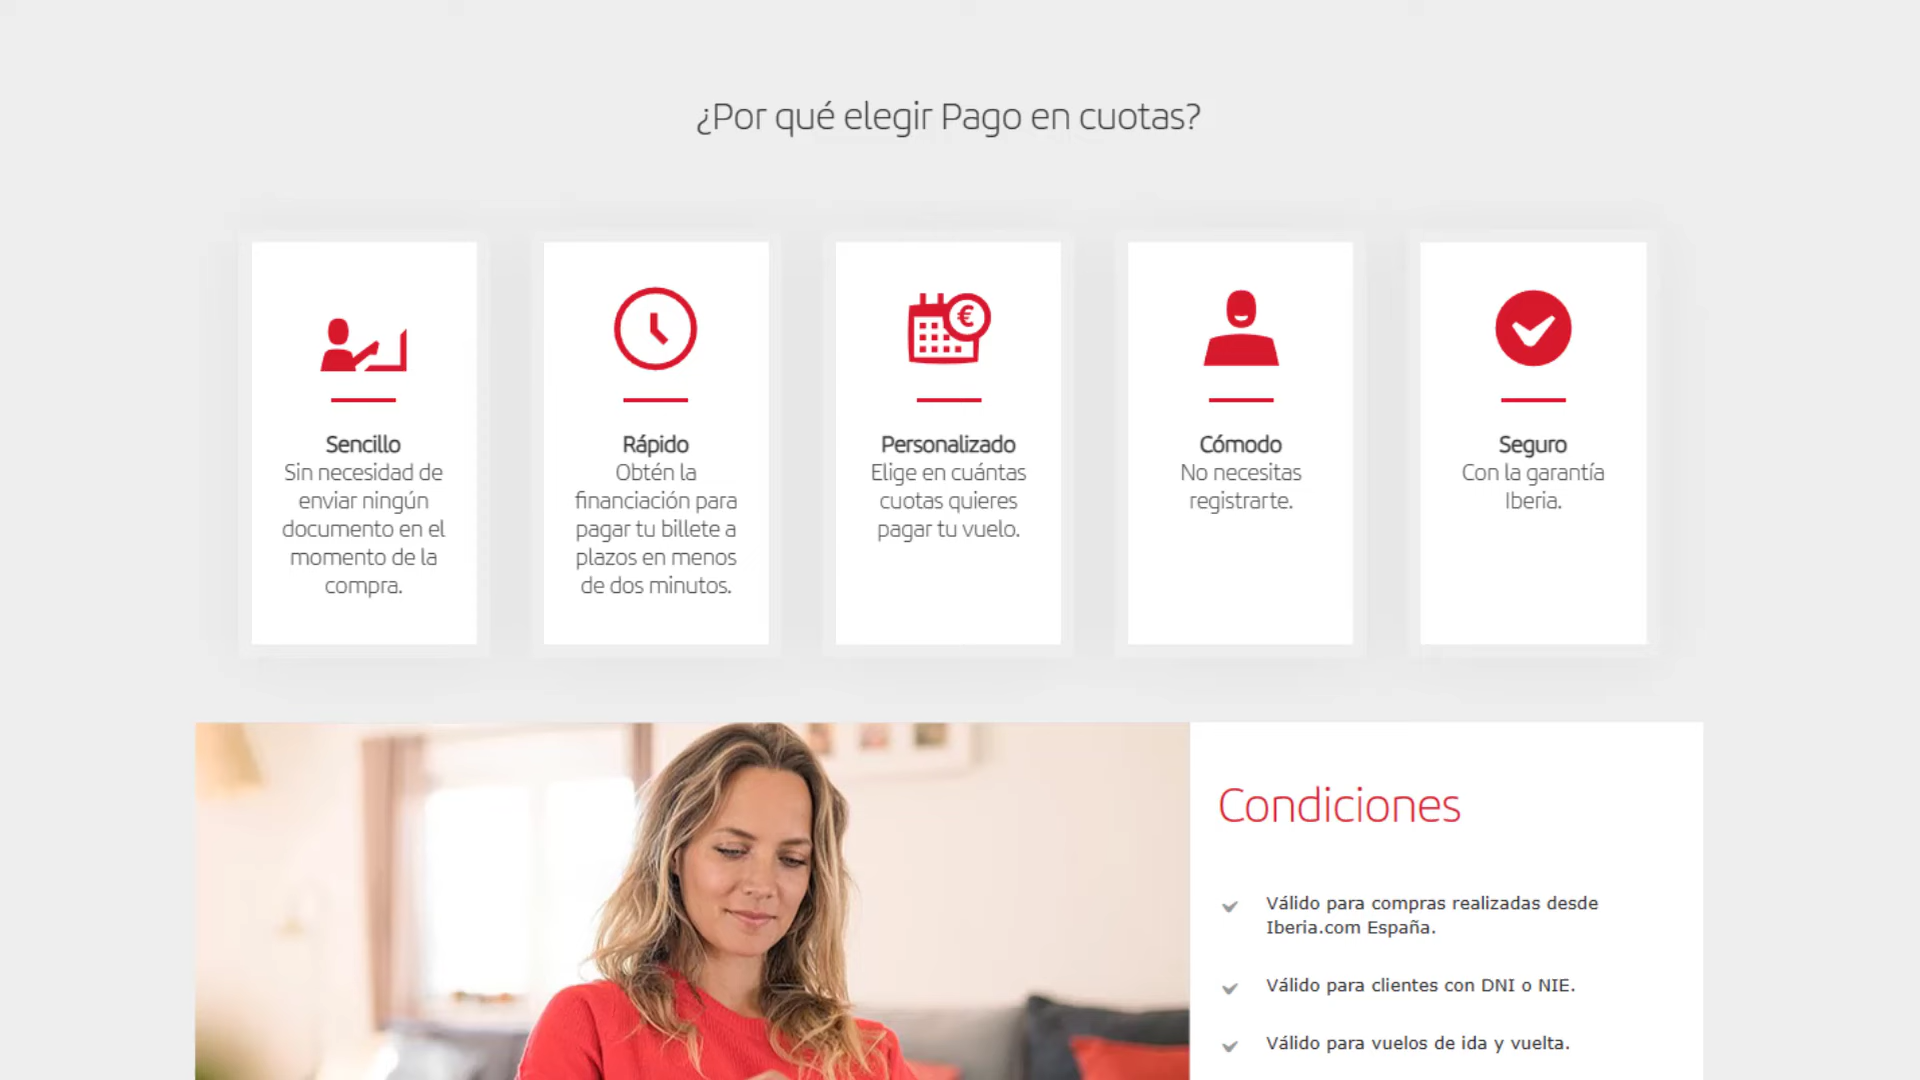 ¿Por qué elegir Pago en cuotas?
Sencillo
Sin necesidad de
enviar ningún
documento en el
momento de la
compra.
Rápido
Obtén la
financiación para
pagar tu billete a
plazos en menos
de dos minutos.
Personalizado
Elige en cuántas
cuotas quieres
pagar tu vuelo.
Cómodo
No necesitas
registrarte.
Seguro
Con la garantía
Iberia.
Condiciones
Válido para compras realizadas desde
Iberia.com España.
Válido para clientes con DNI o NIE.
Válido para vuelos de ida y vuelta.